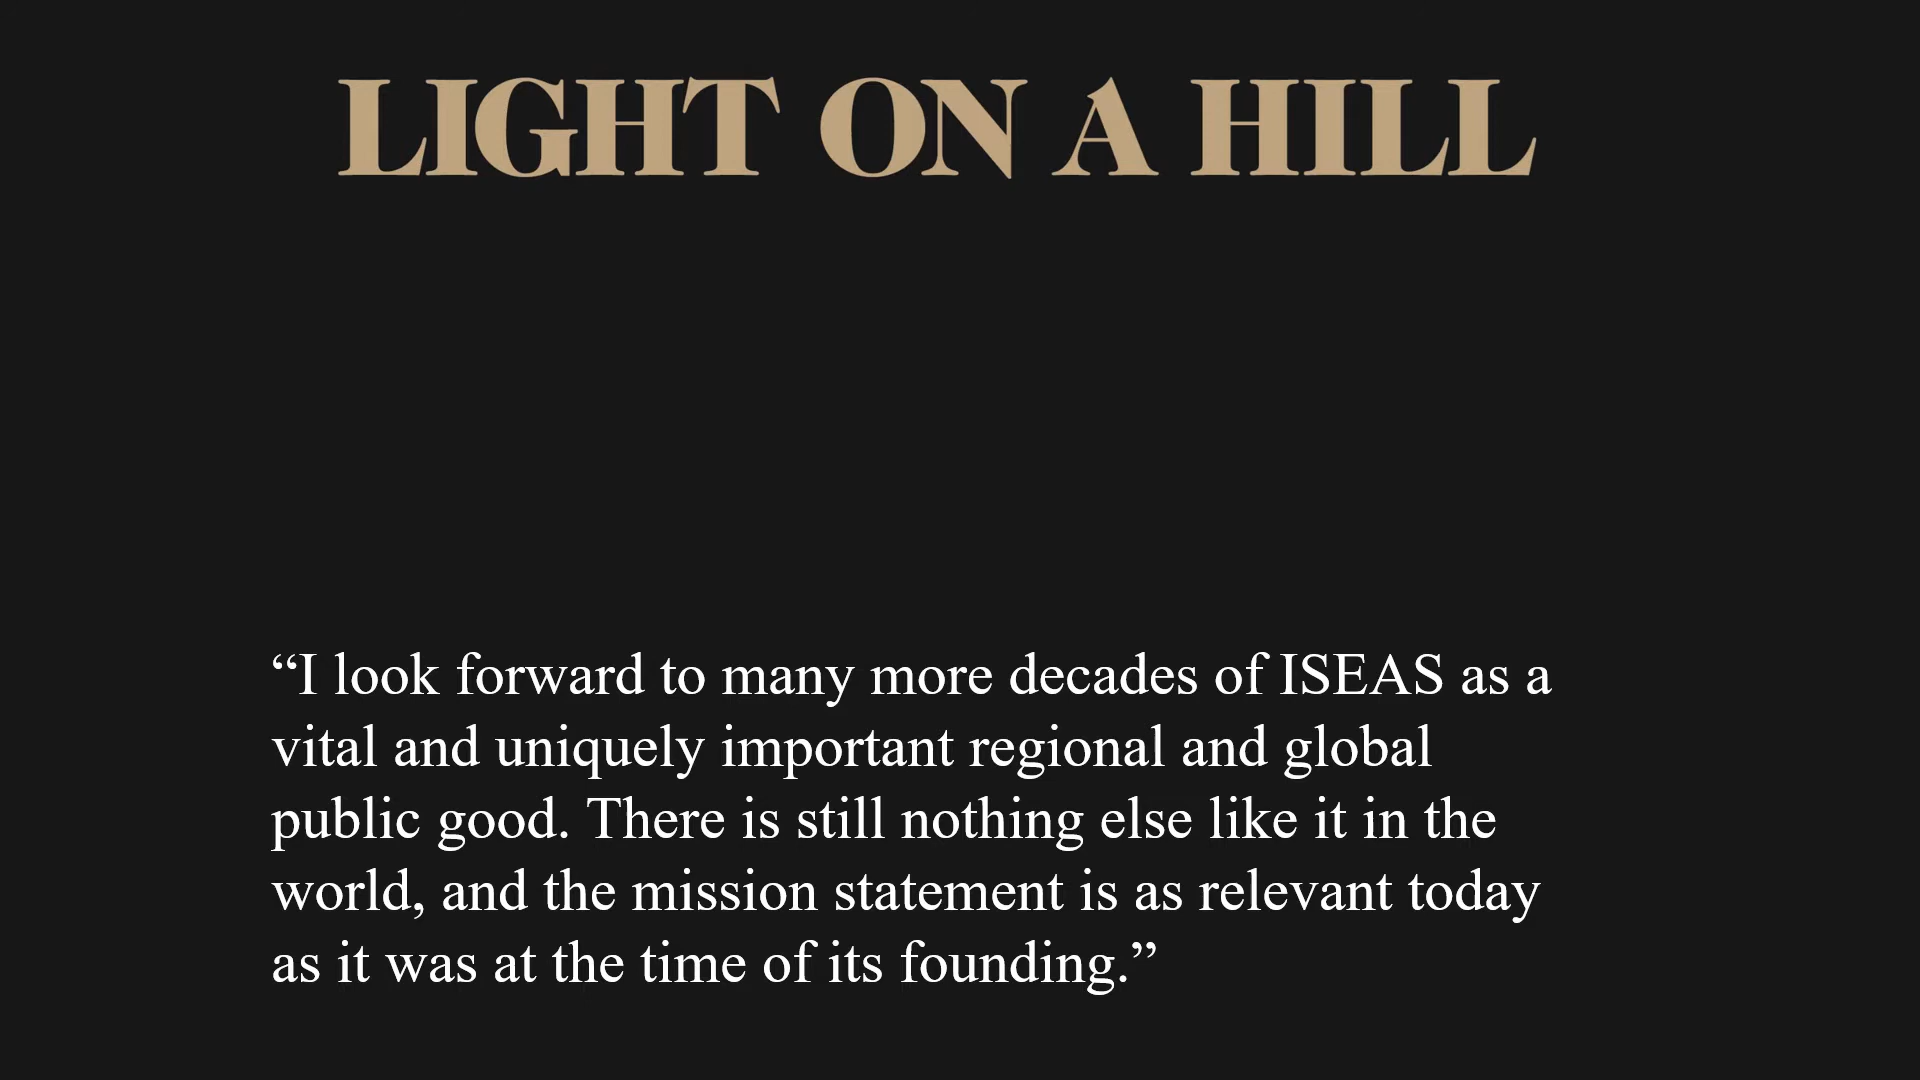 LIGHT ON A HILL
“I look forward to many more decades of ISEAS as a
vital and uniquely important regional and global
public good. There is still nothing else like it in the
world, and the mission statement is as relevant today
as it was at the time of its founding.”